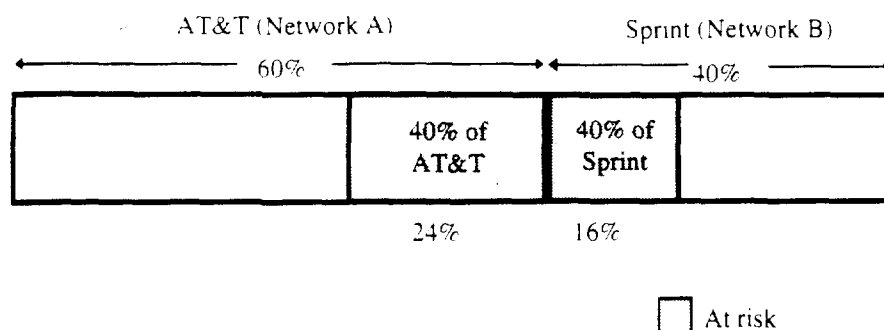 AT&T (Network A) Sprint (Network B)
60% 40%
40% of 40% of
AT&T Sprint
24% 16%
At risk